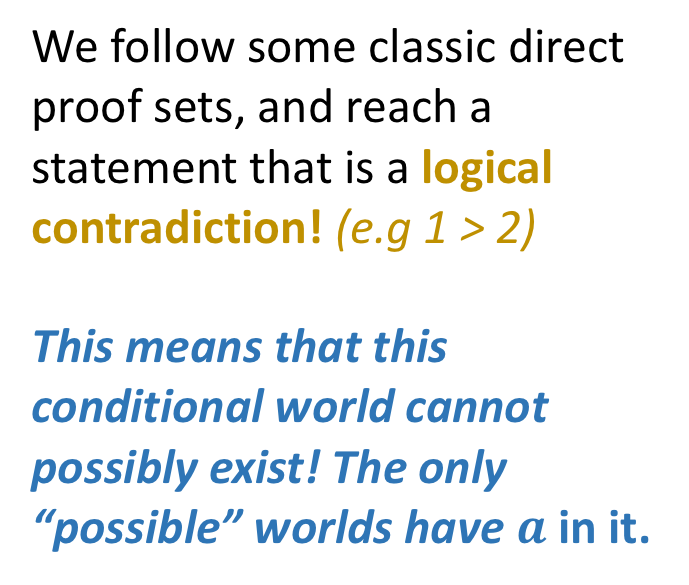 We follow some classic direct
proof sets, and reach a
statement that is a logical
contradiction! (e.g 1 > 2)
This means that this
conditional world cannot
possibly exist! The only
“possible” worlds have a in it.